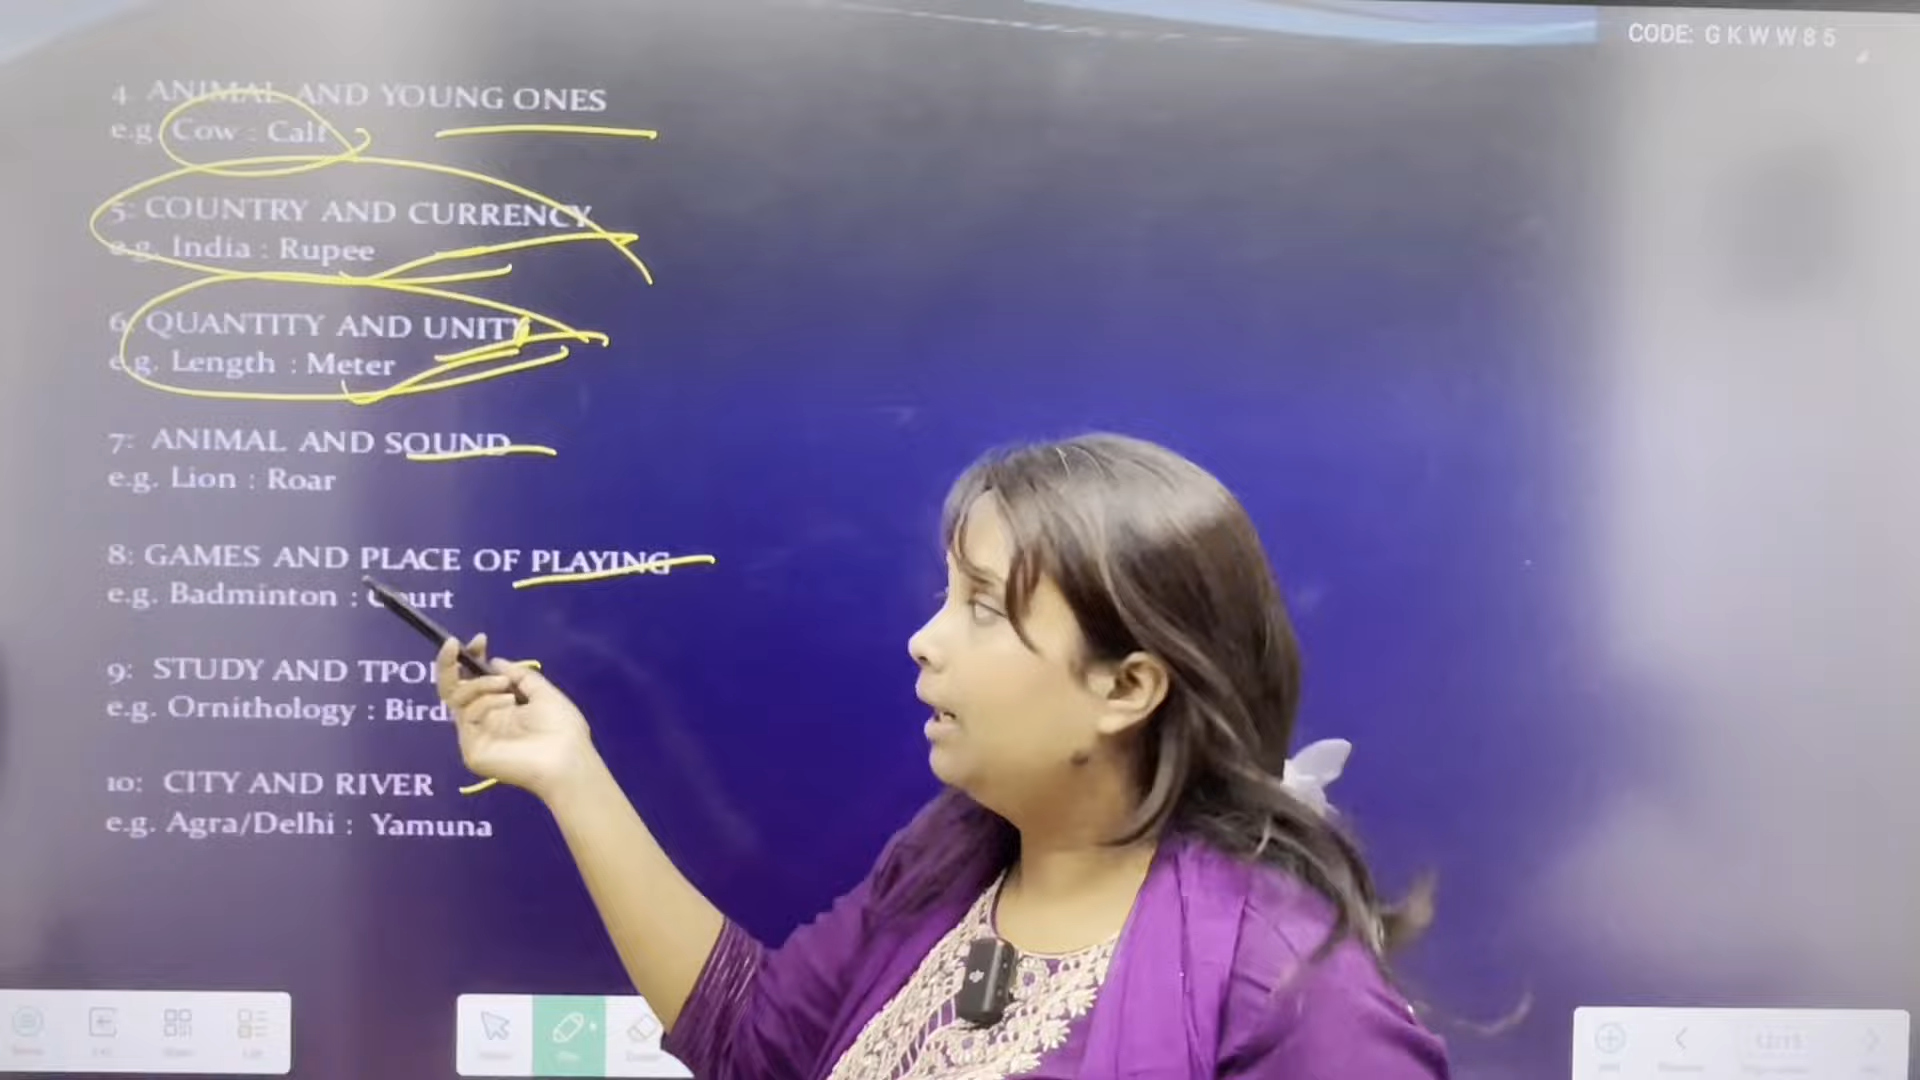 CODE: GKWW85
4. ANIMAL AND YOUNG ONES
e.g. Cow : Calf
5: COUNTRY AND CURRENCY
e.g. India : Rupee
6: QUANTITY AND UNITY
e.g. Length : Meter
7: ANIMAL AND SOUND
e.g. Lion : Roar
8: GAMES AND PLACE OF PLAYING
e.g. Badminton : Court
9: STUDY AND
e.g. Ornithology :
10: CITY AND RIVER
e.g. Agra/Delhi : Yamuna